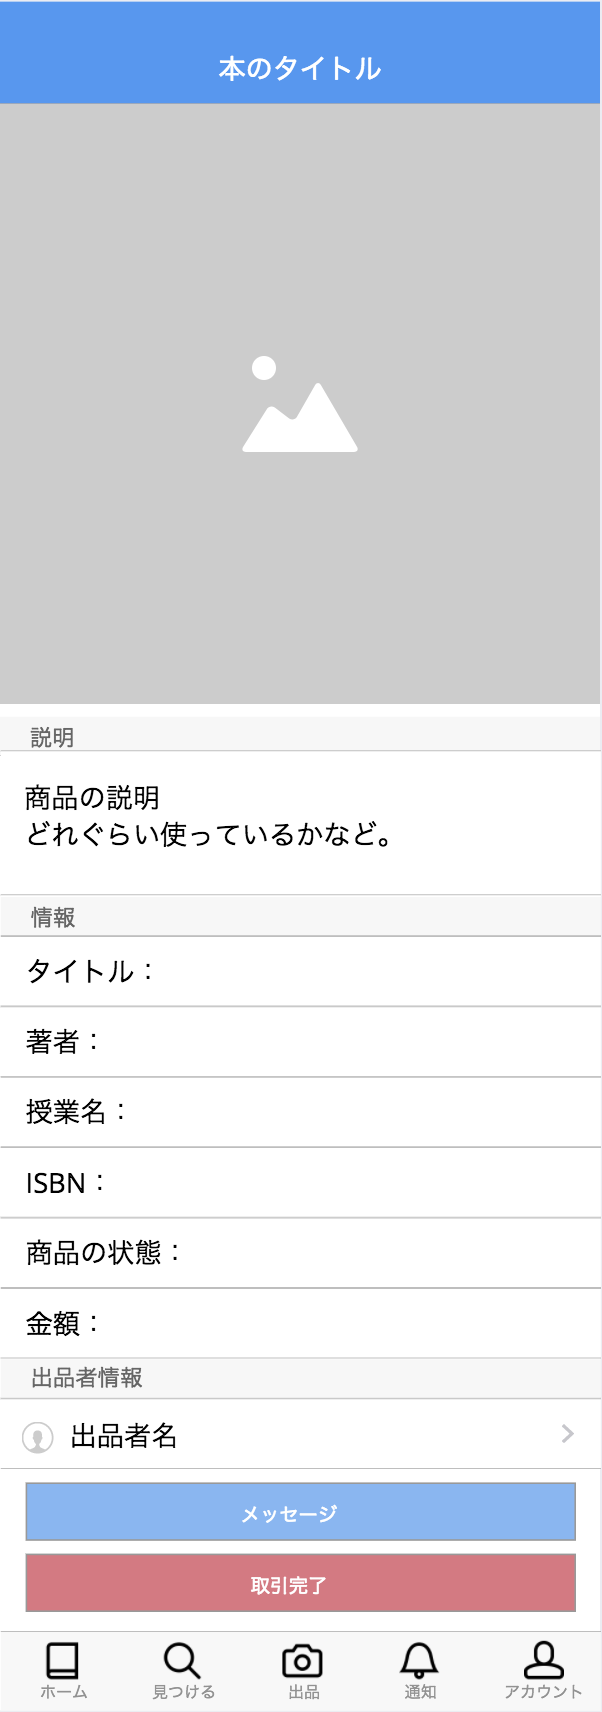 本のタイトル
説明
商品の説明
どれぐらい使っているかなど。
情報
タイトル：
著者：
授業名：
ISBN：
商品の状態：
金額：
出品者情報
出品者名
メッセージ
取引完了
ホーム
見つける
出品
通知
アカウント